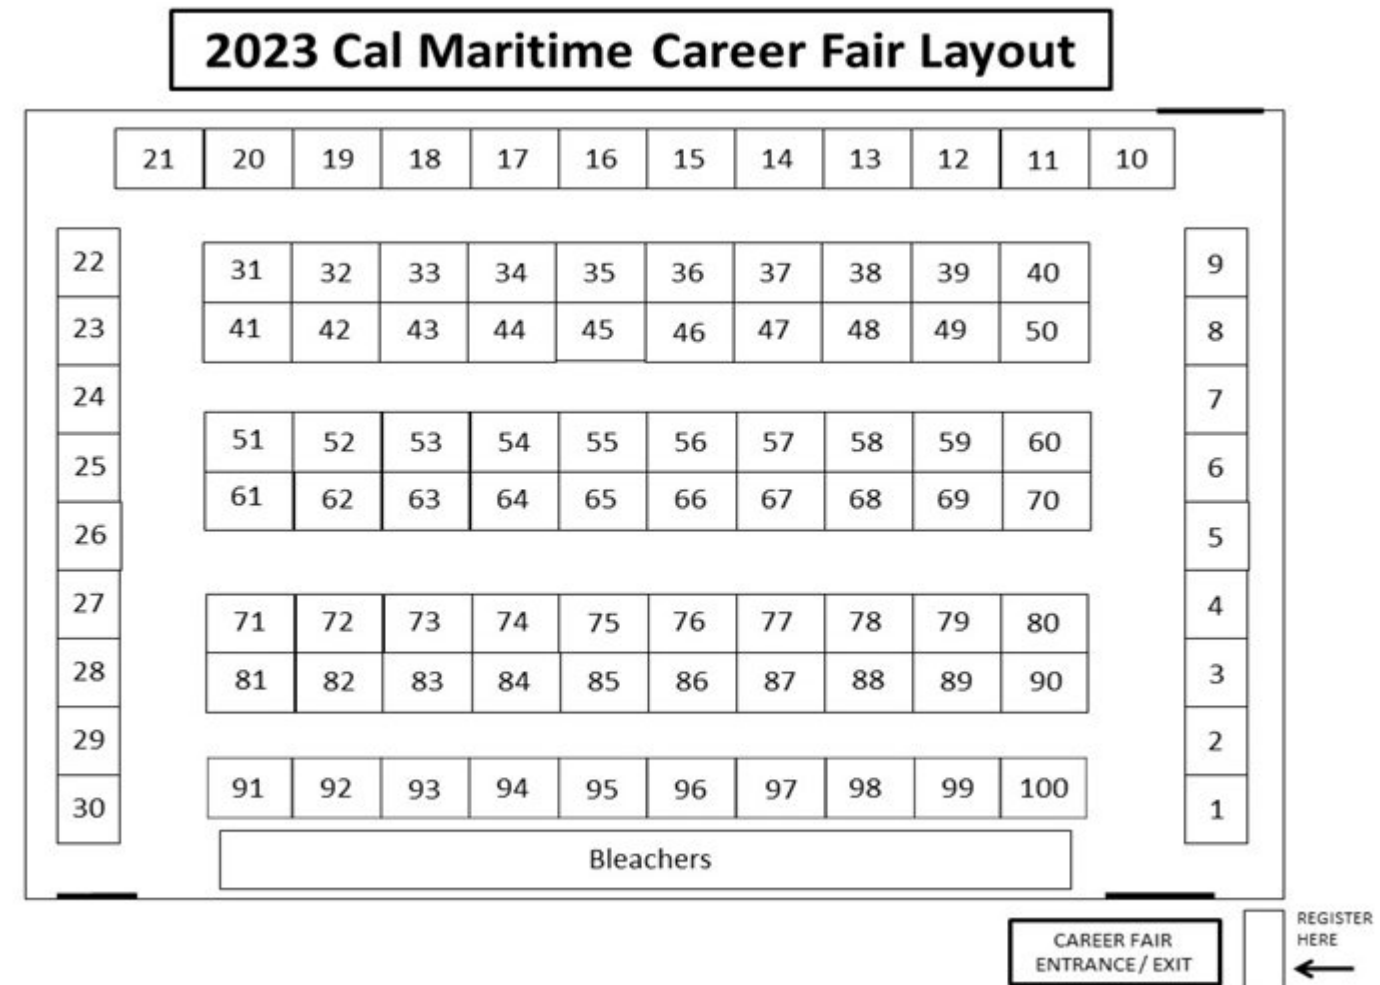 2023 Cal Maritime Career Fair Layout
21 20 19 18 17 16 15 14 13 12 11 10
22 31 32 33 34 35 36 37 38 39 40 9
23 41 42 43 44 45 46 47 48 49 50 8
24 7
51 52 53 54 55 56 57 58 59 60
25 6
61 62 63 64 65 66 67 68 69 70
26 5
27 4
71 72 73 74 75 76 77 78 79 80
28 81 82 83 84 85 86 87 88 89 90 3
29 2
91 92 93 94 95 96 97 98 99 100
30 1
Bleachers
CAREER FAIR
ENTRANCE / EXIT
REGISTER
HERE